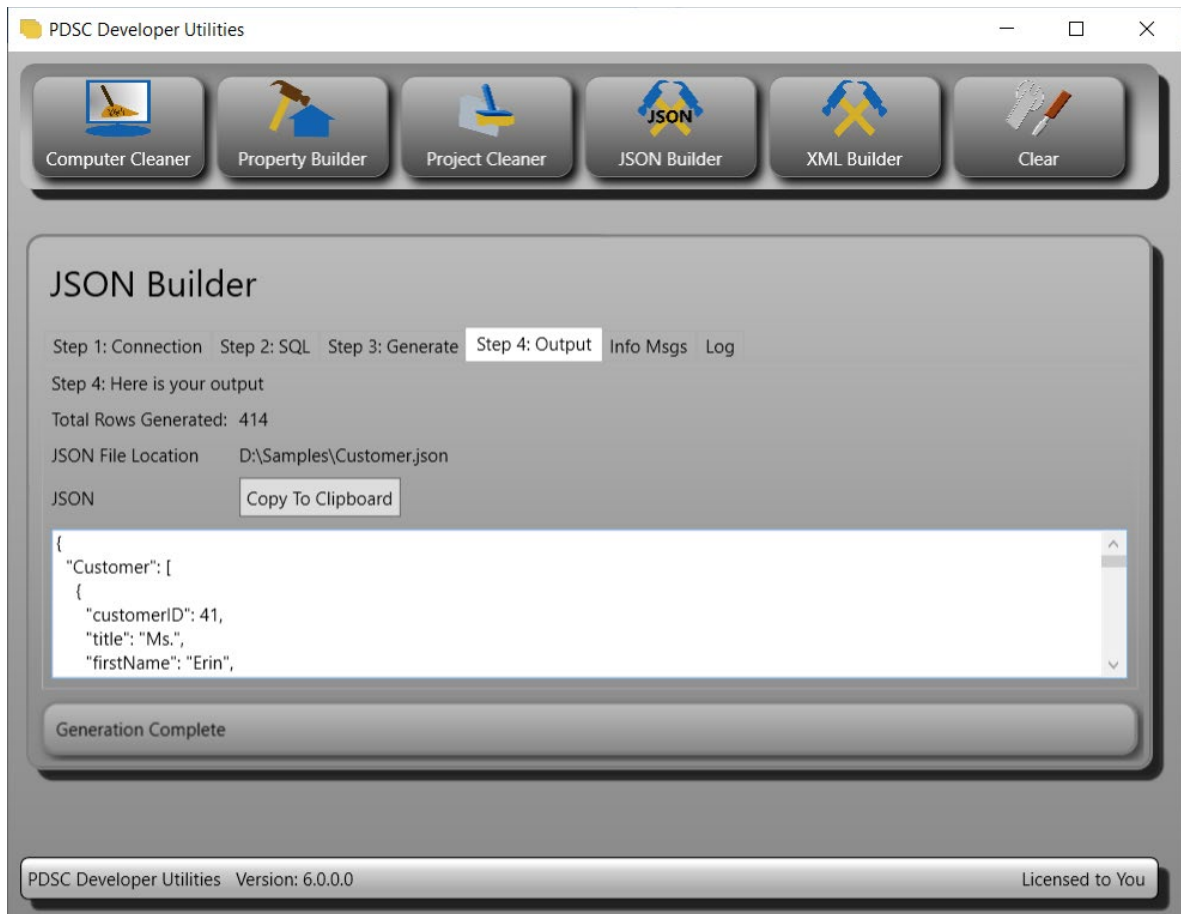 PDSC Developer Utilities
Computer Cleaner
Property Builder
Project Cleaner
JSON
JSON Builder
XML Builder
Clear
JSON Builder
Step 1: Connection Step 2: SQL Step 3: Generate Step 4: Output Info Msgs Log
Step 4: Here is your output
Total Rows Generated: 414
JSON File Location D:\Samples\Customer.json
JSON Copy To Clipboard
{
"Customer": [
{
"customerID": 41,
"title": "Ms.",
"firstName": "Erin",
Generation Complete
PDSC Developer Utilities Version: 6.0.0.0 Licensed to You